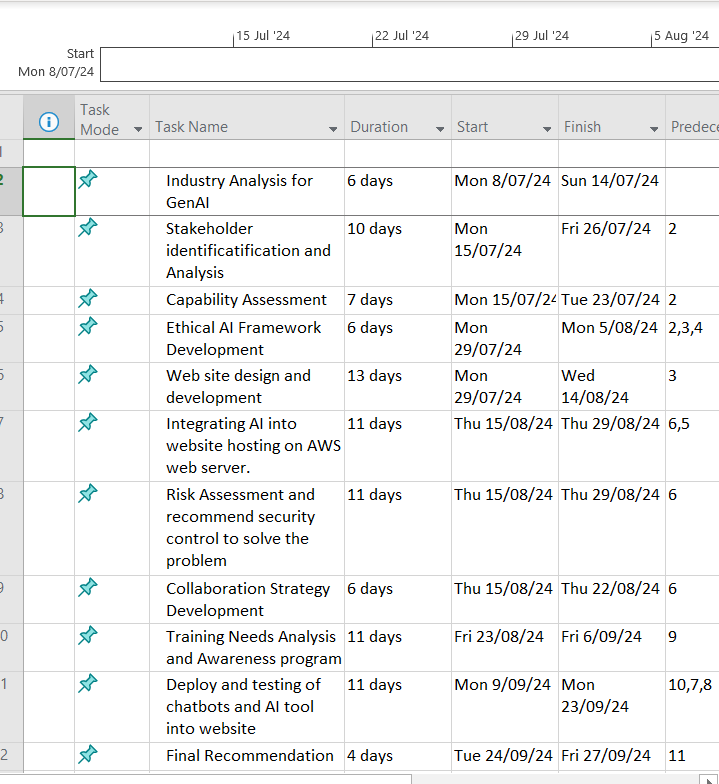 15 Jul '24 22 Jul '24 29 Jul '24 5 Aug '24
Start
Mon 8/07/24
Task
Mode Task Name Duration Start Finish Predece
1
2 Industry Analysis for 6 days Mon 8/07/24 Sun 14/07/24
GenAI
3 Stakeholder 10 days Mon Fri 26/07/24 2
identificatification and 15/07/24
Analysis
4 Capability Assessment 7 days Mon 15/07/24 Tue 23/07/24 2
5 Ethical AI Framework 6 days Mon Mon 5/08/24 2,3,4
Development 29/07/24
6 Web site design and 13 days Mon Wed 3
development 29/07/24 14/08/24
7 Integrating AI into 11 days Thu 15/08/24 Thu 29/08/24 6,5
website hosting on AWS
web server.
8 Risk Assessment and 11 days Thu 15/08/24 Thu 29/08/24 6
recommend security
control to solve the
problem
9 Collaboration Strategy 6 days Thu 15/08/24 Thu 22/08/24 6
Development
0 Training Needs Analysis 11 days Fri 23/08/24 Fri 6/09/24 9
and Awareness program
1 Deploy and testing of 11 days Mon 9/09/24 Mon 10,7,8
chatbots and AI tool 23/09/24
into website
2 Final Recommendation 4 days Tue 24/09/24 Fri 27/09/24 11